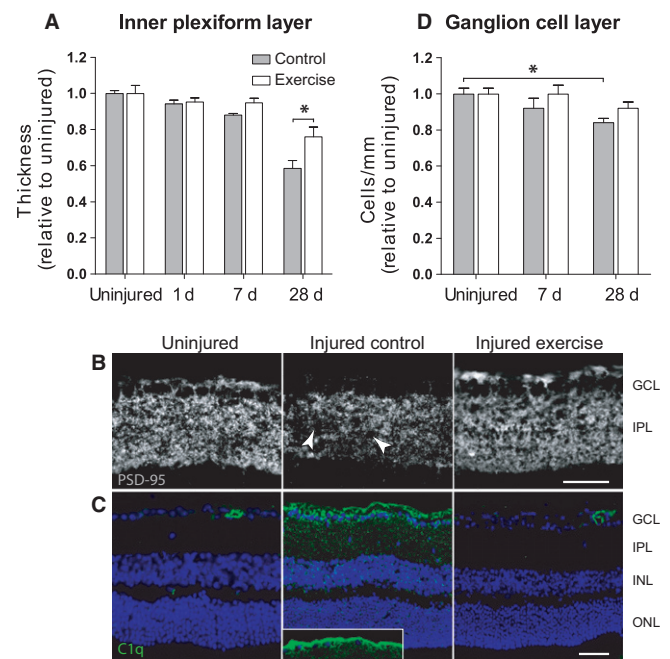 A Inner plexiform layer
Thickness
(relative to uninjured)
1.2
1.0
0.8
0.6
0.4
0.2
0.0
Control
Exercise
*
Uninjured 1 d 7 d 28 d
D Ganglion cell layer
Cells/mm
(relative to uninjured)
1.2
1.0
0.8
0.6
0.4
0.2
0.0
*
Uninjured 7 d 28 d
Uninjured Injured control Injured exercise
B
GCL
IPL
PSD-95
C
GCL
IPL
INL
ONL
C1q